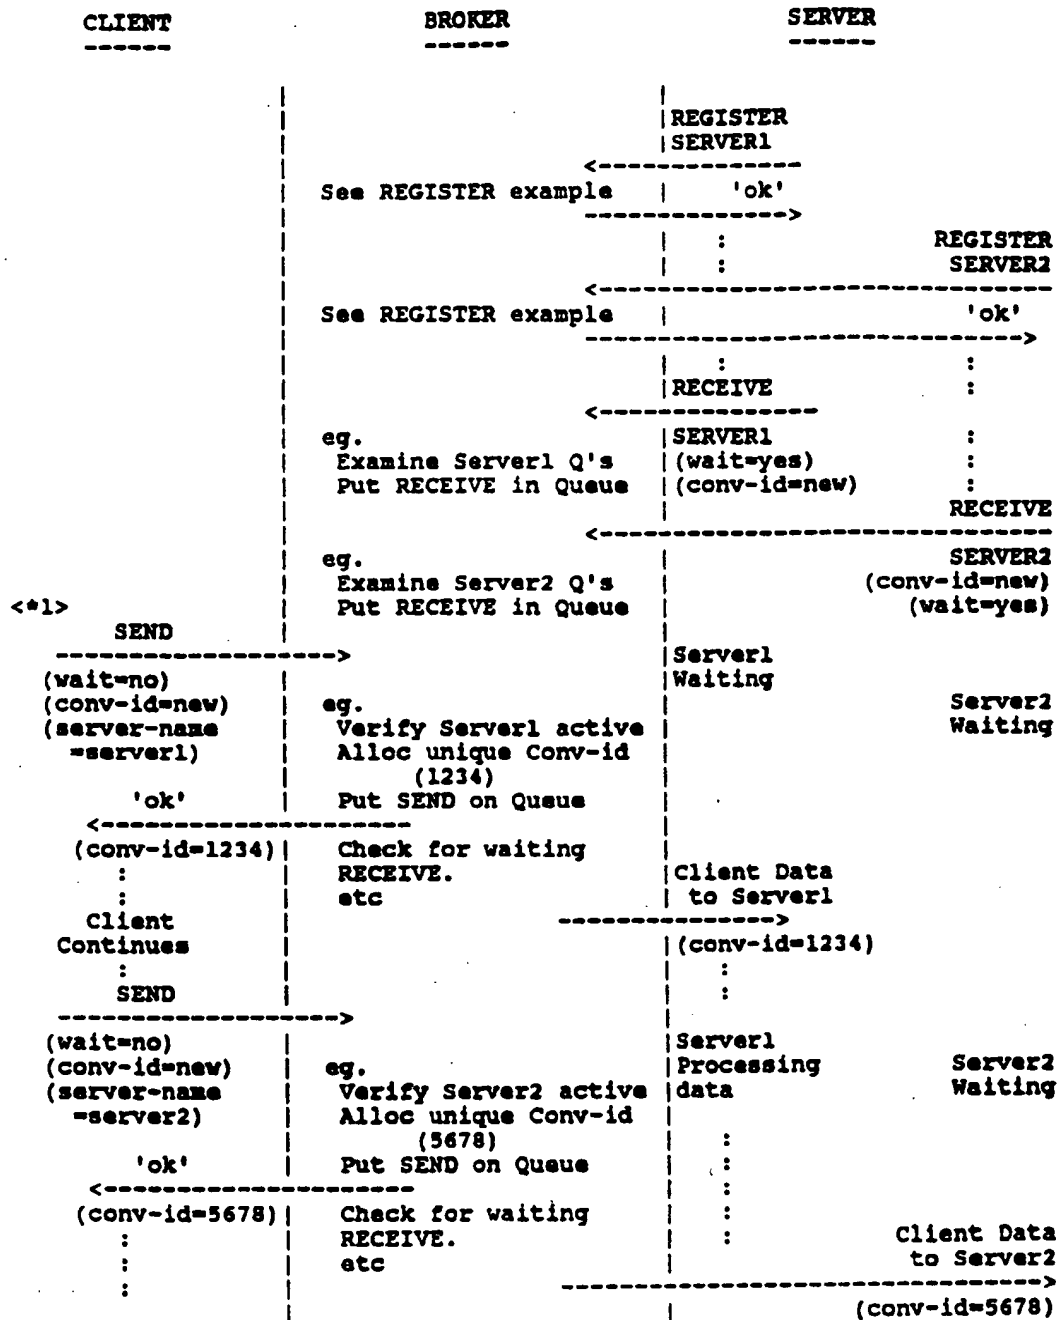 CLIENT BROKER SERVER
------ ------ ------
| |REGISTER
| |SERVER1
<--------------
See REGISTER example | 'ok'
-------------->
| : REGISTER
| : SERVER2
<-------------------------------
See REGISTER example | 'ok'
------------------------------>
| : :
|RECEIVE :
<---------------
eg. |SERVER1 :
Examine Server1 Q's |(wait=yes) :
Put RECEIVE in Queue |(conv-id=new) :
RECEIVE
<-------------------------------
eg. SERVER2
Examine Server2 Q's (conv-id=new)
<*1> Put RECEIVE in Queue (wait=yes)
SEND
-------------------> |Server1
(wait=no) |Waiting
(conv-id=new) eg. Server2
(server-name Verify Server1 active Waiting
=server1) Alloc unique Conv-id
(1234)
'ok' Put SEND on Queue
<---------------------
(conv-id=1234)| Check for waiting
: RECEIVE. |Client Data
: etc | to Server1
Client --------------->
Continues |(conv-id=1234)
: :
SEND :
------------------->
(wait=no) |Server1
(conv-id=new) eg. |Processing Server2
(server-name Verify Server2 active |data Waiting
=server2) Alloc unique Conv-id
(5678) :
'ok' Put SEND on Queue :
<--------------------- :
(conv-id=5678)| Check for waiting :
: RECEIVE. : Client Data
: etc to Server2
: --------------------------------->
(conv-id=5678)